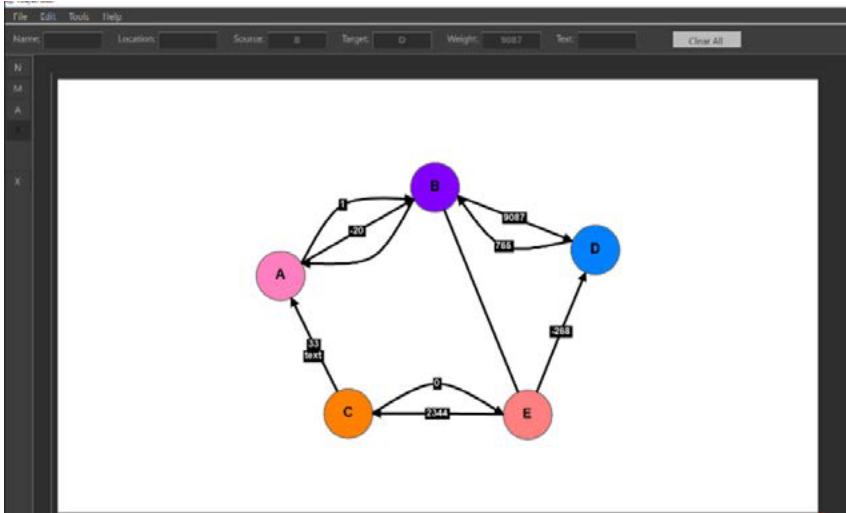 File Edit Tools Help
Name: Location: Source: B Target: D Weight: 9087 Text: Clear All
N
M
A
X
B
1
9087
-20
766
D
A
-268
33
text
0
C
2344
E